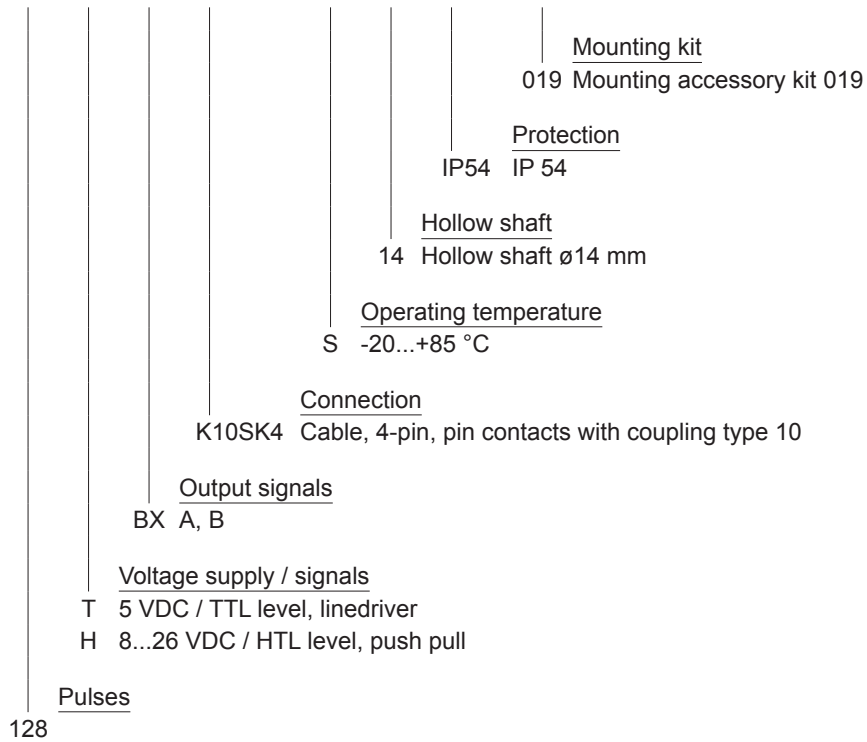 Mounting kit
019 Mounting accessory kit 019
Protection
IP54 IP 54
Hollow shaft
14 Hollow shaft ø14 mm
Operating temperature
S -20...+85 °C
Connection
K10SK4 Cable, 4-pin, pin contacts with coupling type 10
Output signals
BX A, B
Voltage supply / signals
T 5 VDC / TTL level, linedriver
H 8...26 VDC / HTL level, push pull
Pulses
128